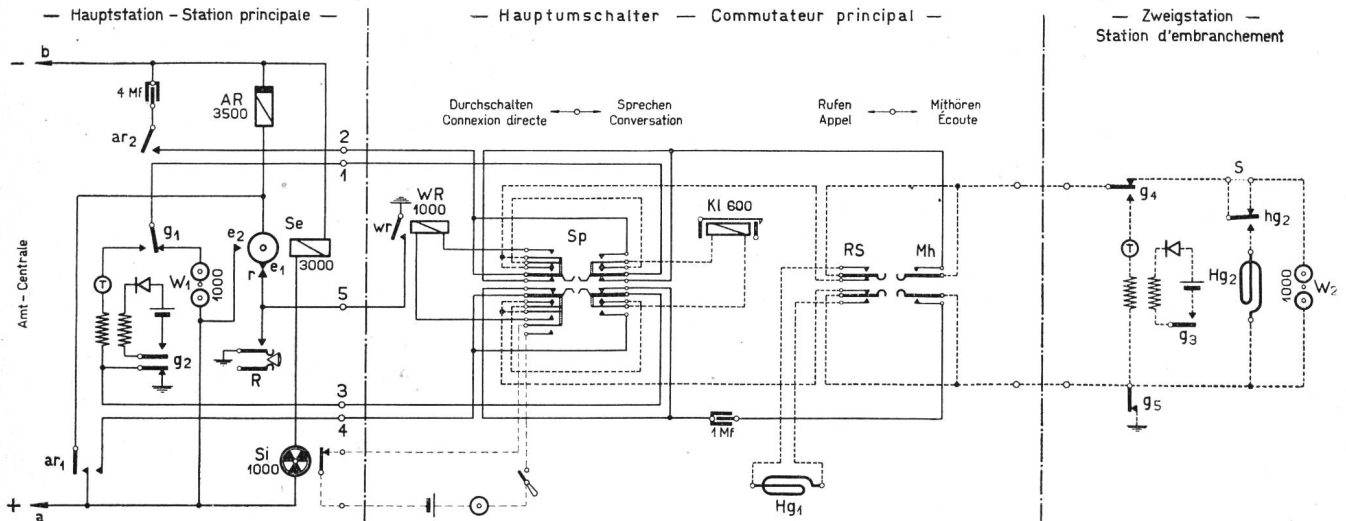 — Hauptstation – Station principale —
— Hauptumschalter — Commutateur principal —
— Zweigstation —
Station d'embranchement
− b
4 Mf
AR
3500
ar2
Durchschalten
Connexion directe
Sprechen
Conversation
Rufen
Appel
Mithören
Écoute
2
1
WR
1000
wr
Kl 600
Sp
RS
Mh
S
g4
hg2
g1
e2
Se
3000
e1
r
W1
1000
T
T
Hg2
1000
W2
5
Amt - Centrale
g2
R
g3
3
4
g5
1 Mf
ar1
Si
1000
Hg1
+ a